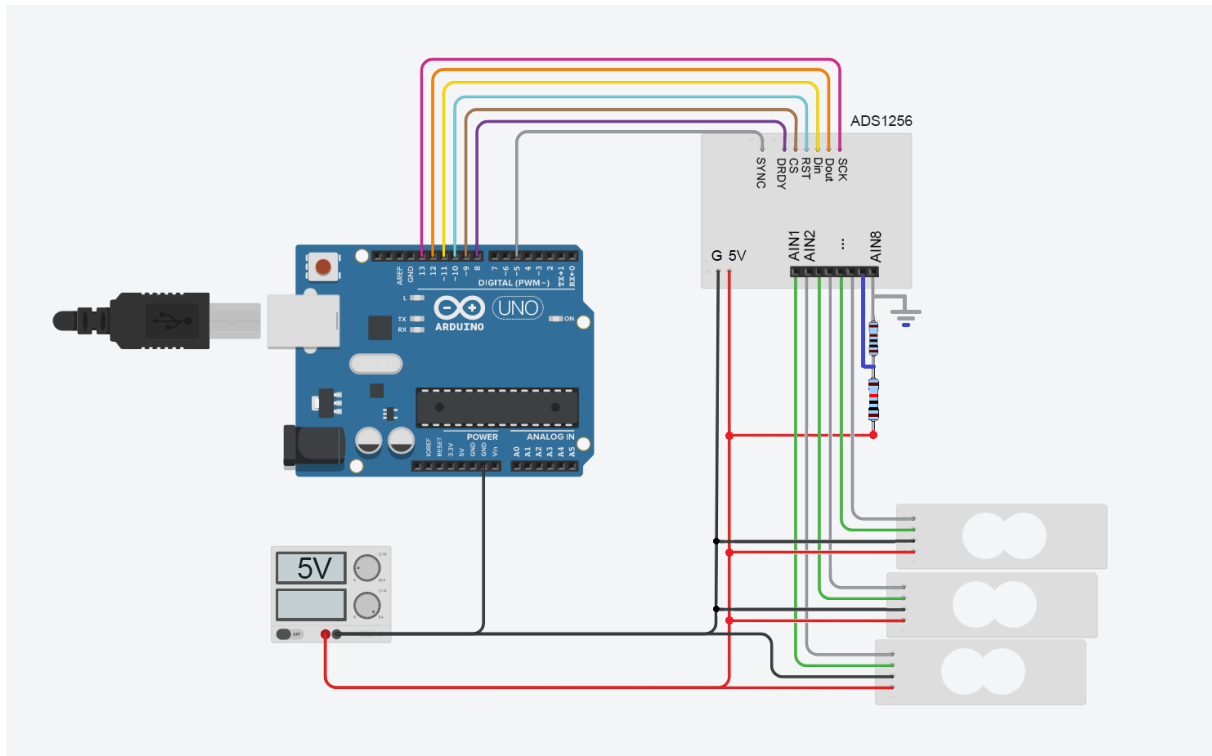 ADS1256
SYNC
DRDY
CS
RST
Din
Dout
SCK
G 5V
AIN1
AIN2
...
AIN8
AREF
GND
13
12
~11
~10
~9
8
7
~6
~5
4
~3
2
TX→1
RX←0
DIGITAL (PWM~)
L
TX
RX
ARDUINO
UNO
ON
POWER
ANALOG IN
IOREF
RESET
3.3V
5V
GND
GND
Vin
A0
A1
A2
A3
A4
A5
5V